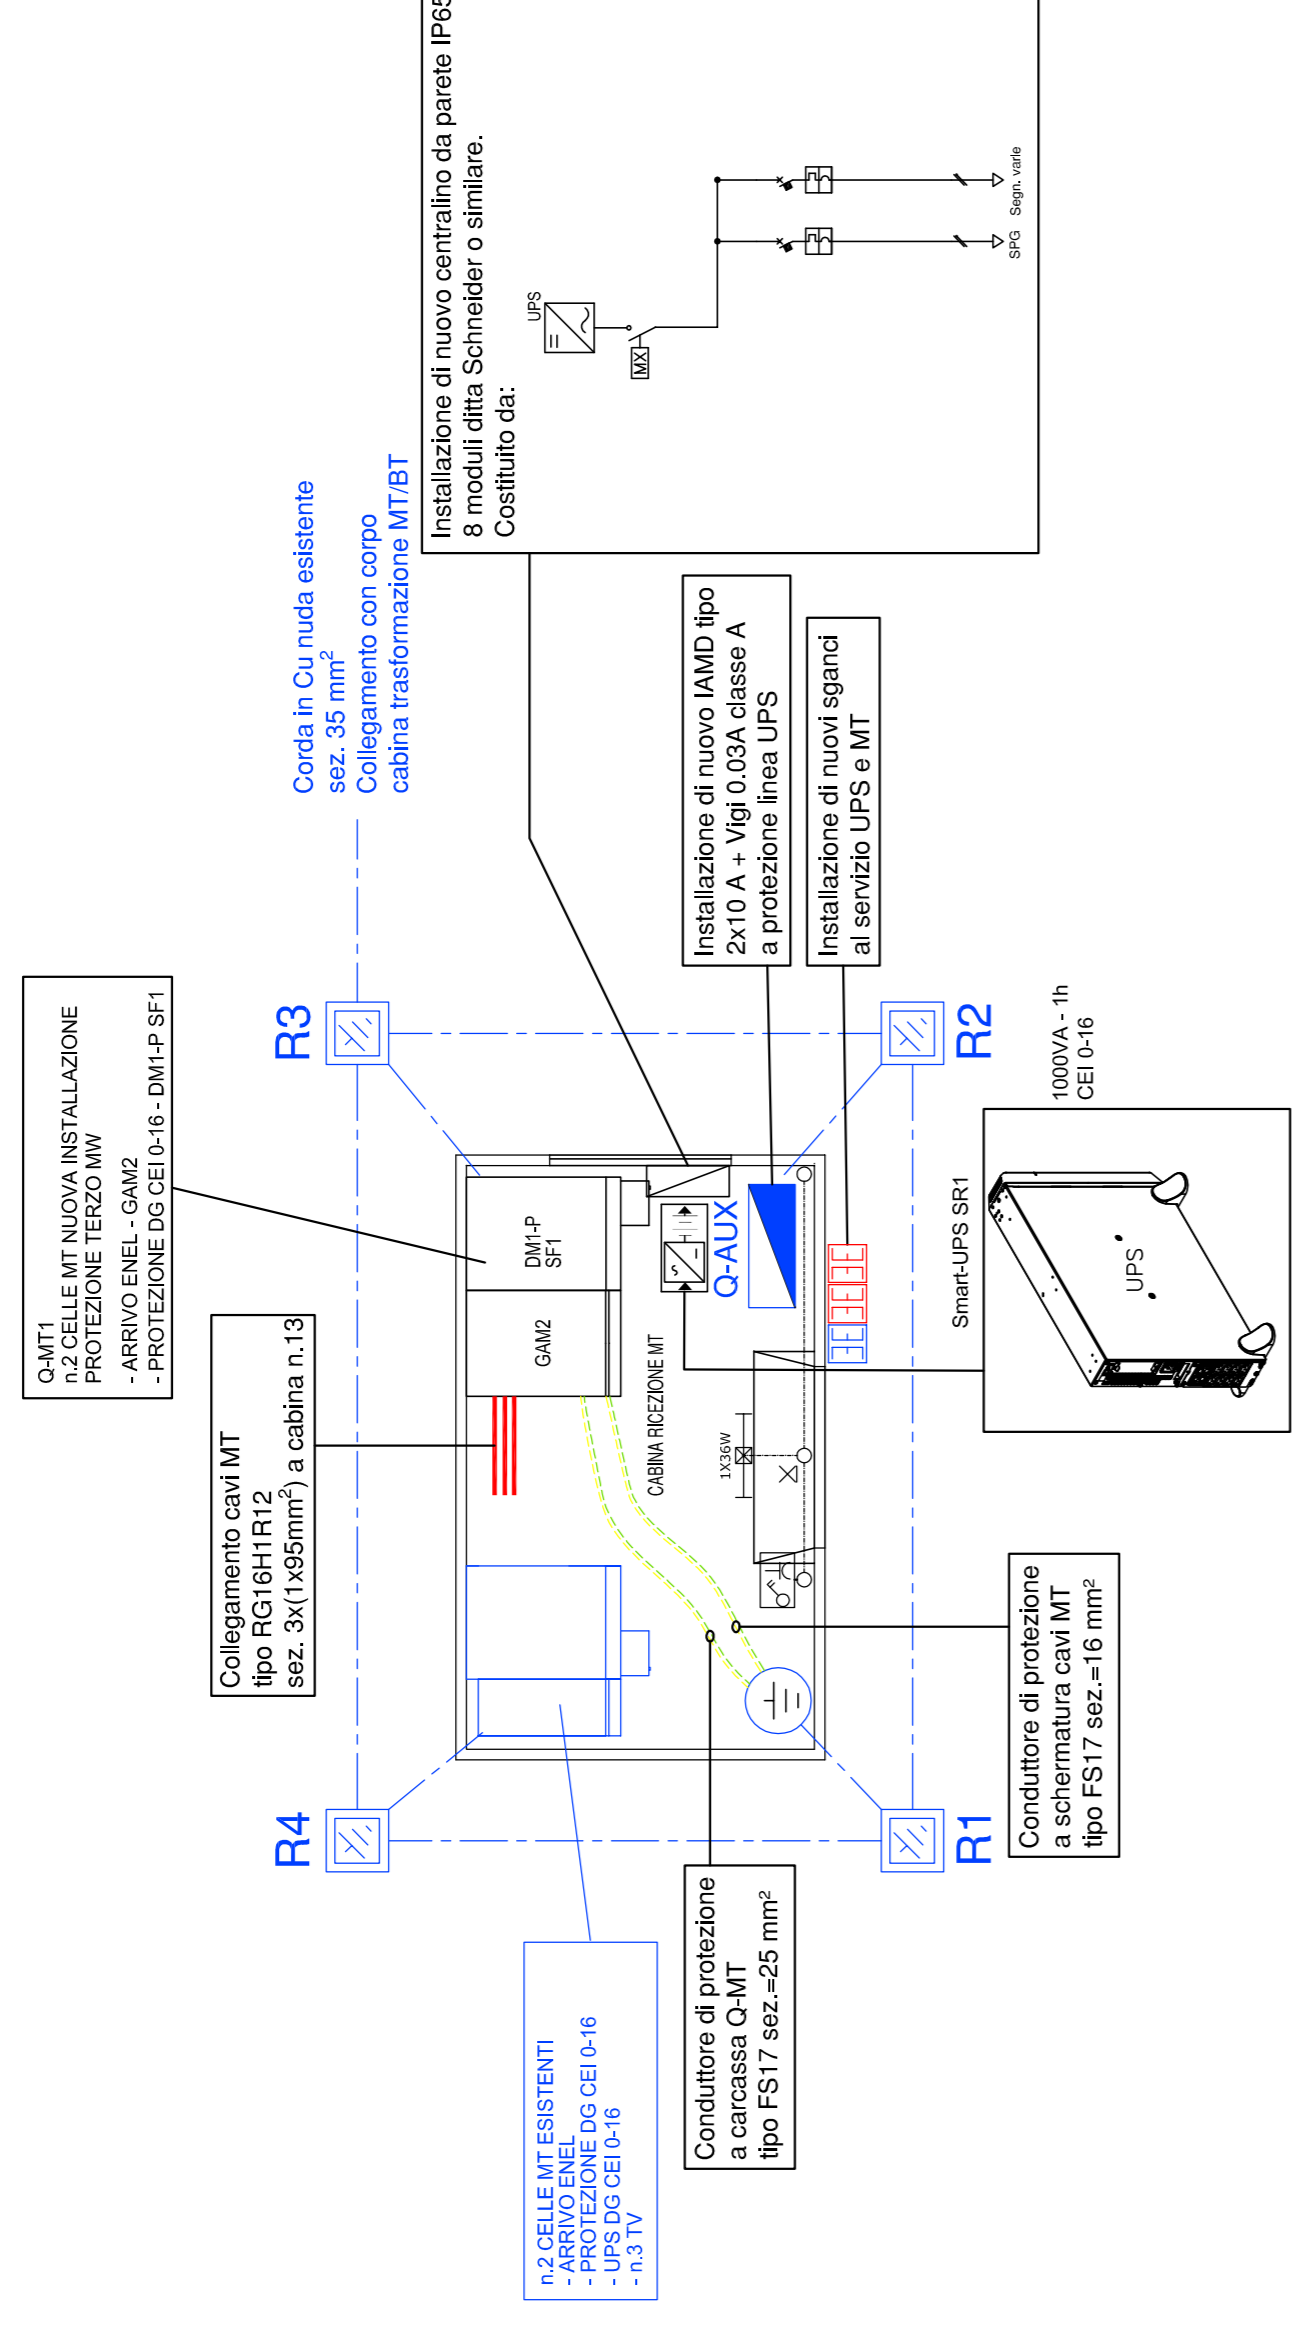 Q-MT1
n.2 CELLE MT NUOVA INSTALLAZIONE
PROTEZIONE TERZO MW
- ARRIVO ENEL - GAM2
- PROTEZIONE DG CEI 0-16 - DM1-P SF1
Collegamento cavi MT
tipo RG16H1R12
sez. 3x(1x95mm²) a cabina n.13
Corda in Cu nuda esistente
sez. 35 mm²
Collegamento con corpo
cabina trasformazione MT/BT
Installazione di nuovo centralino da parete IP65
8 moduli ditta Schneider o similare.
Costituito da:
UPS
MX
SPG
Segn. varie
R4
R3
DM1-P
SF1
GAM2
CABINA RICEZIONE MT
Q-AUX
1X36W
R1
R2
Installazione di nuovo IAMD tipo
2x10 A + Vigi 0.03A classe A
a protezione linea UPS
Installazione di nuovi sganci
al servizio UPS e MT
n.2 CELLE MT ESISTENTI
- ARRIVO ENEL
- PROTEZIONE DG CEI 0-16
- UPS DG CEI 0-16
- n.3 TV
Conduttore di protezione
a carcassa Q-MT
tipo FS17 sez.=25 mm²
Conduttore di protezione
a schermatura cavi MT
tipo FS17 sez.=16 mm²
Smart-UPS SR1
1000VA - 1h
CEI 0-16
UPS